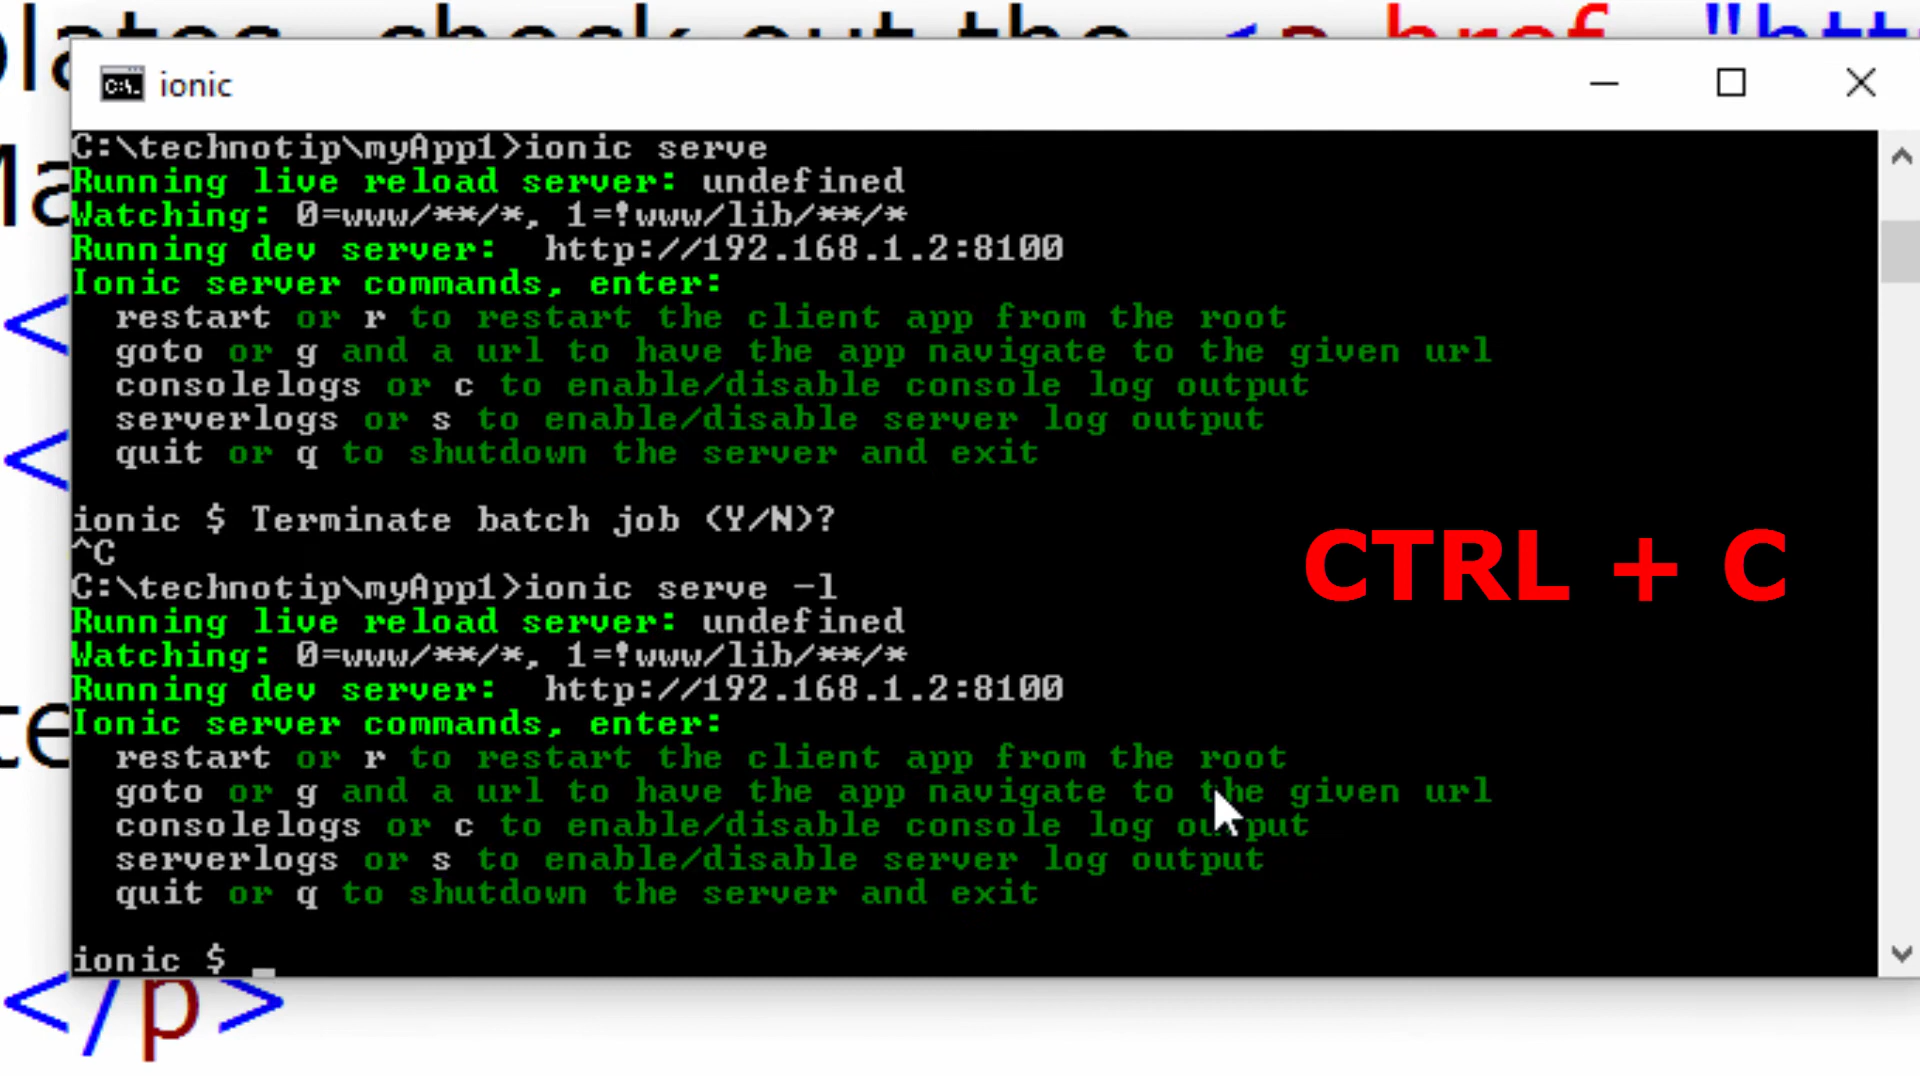 check out the <a href "htt
ionic
C:\technotip\myApp1>ionic serve
Running live reload server: undefined
Watching: 0=www/**/*, 1=!www/lib/**/*
Running dev server:  http://192.168.1.2:8100
Ionic server commands, enter:
restart or r to restart the client app from the root
goto or g and a url to have the app navigate to the given url
consolelogs or c to enable/disable console log output
serverlogs or s to enable/disable server log output
quit or q to shutdown the server and exit
ionic $ Terminate batch job (Y/N)?
^C
CTRL + C
C:\technotip\myApp1>ionic serve -l
Running live reload server: undefined
Watching: 0=www/**/*, 1=!www/lib/**/*
Running dev server:  http://192.168.1.2:8100
Ionic server commands, enter:
restart or r to restart the client app from the root
goto or g and a url to have the app navigate to the given url
consolelogs or c to enable/disable console log output
serverlogs or s to enable/disable server log output
quit or q to shutdown the server and exit
ionic $ _
</p>